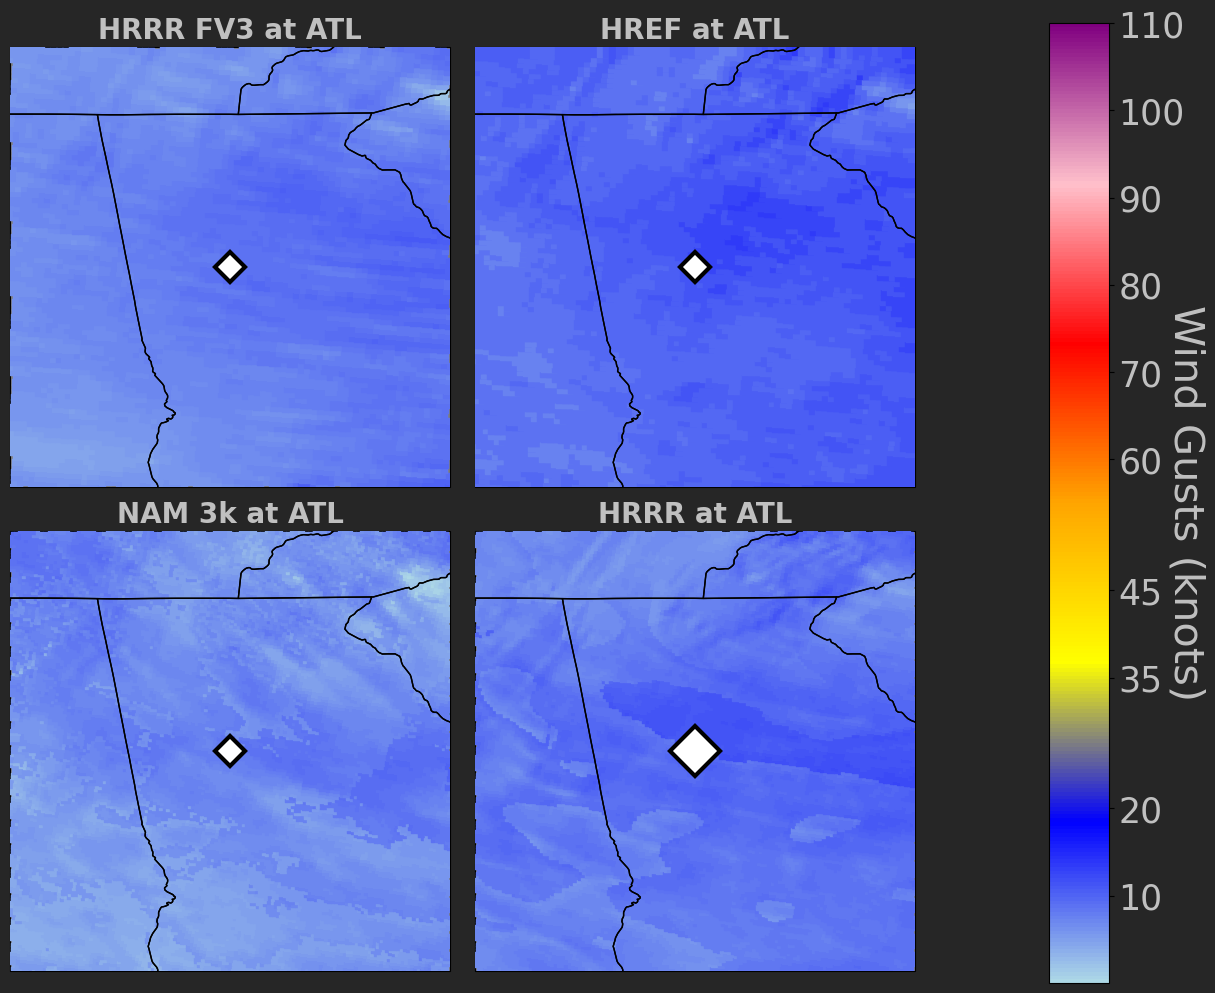 HRRR FV3 at ATL
HREF at ATL
NAM 3k at ATL
HRRR at ATL
110
100
90
80
70
60
45
35
20
10
Wind Gusts (knots)